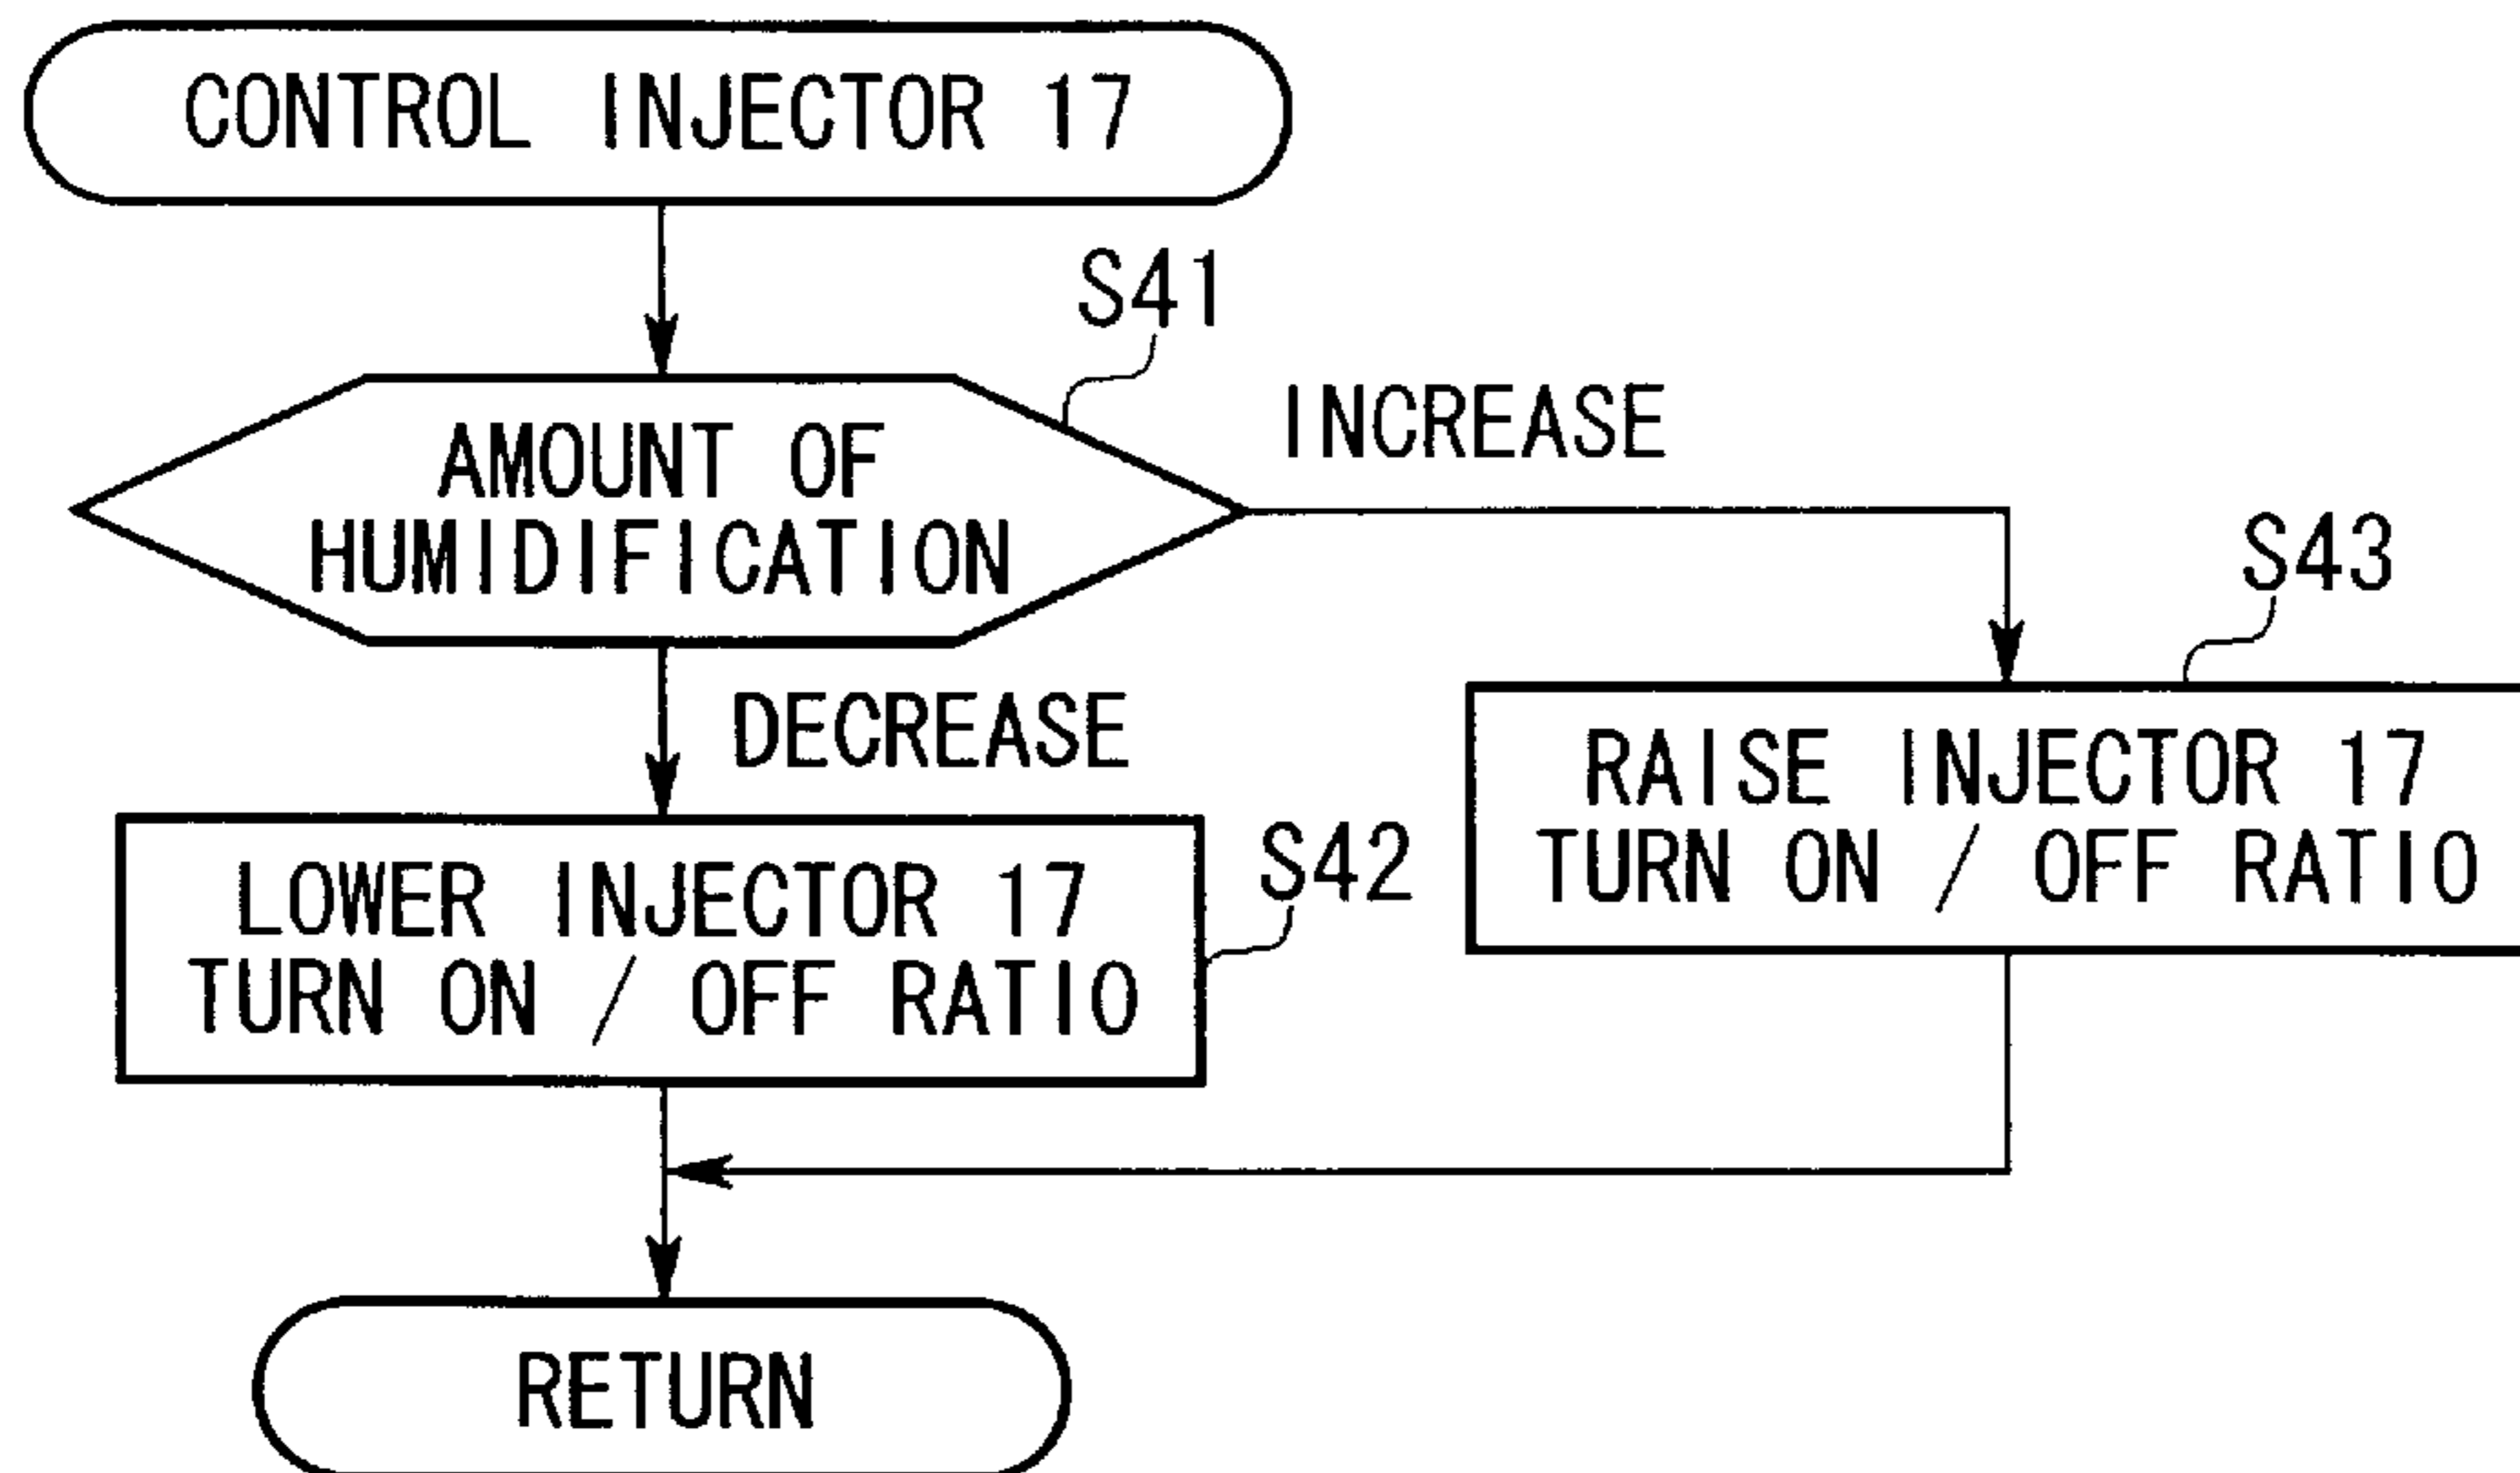 CONTROL INJECTOR 17
S41
AMOUNT OF
HUMIDIFICATION
INCREASE
DECREASE
S43
RAISE INJECTOR 17
TURN ON / OFF RATIO
LOWER INJECTOR 17
TURN ON / OFF RATIO
S42
RETURN